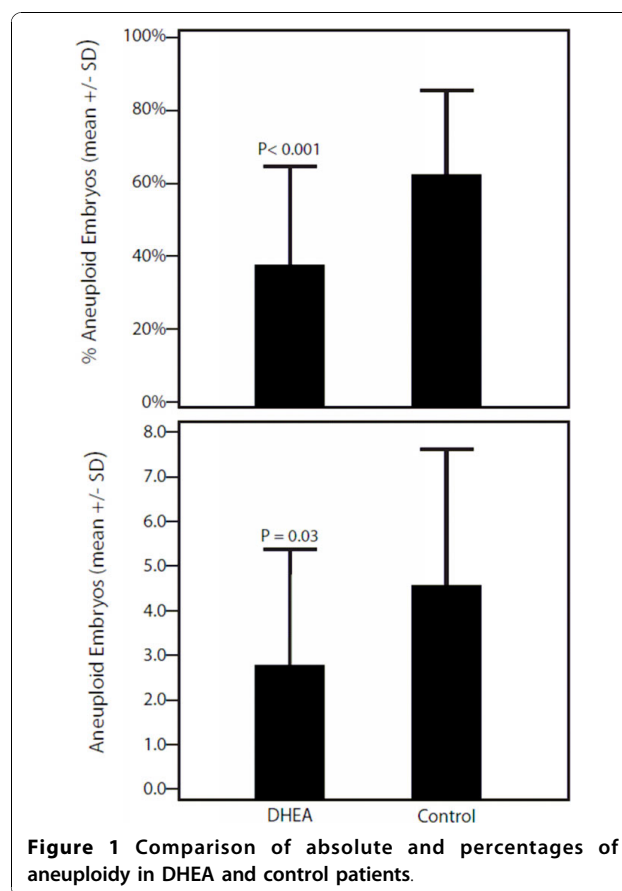 100%
80%
60%
40%
20%
0%
% Aneuploid Embryos (mean +/- SD)
P< 0.001
8.0
7.0
6.0
5.0
4.0
3.0
2.0
1.0
0.0
Aneuploid Embryos (mean +/- SD)
P = 0.03
DHEA Control
Figure 1 Comparison of absolute and percentages of
aneuploidy in DHEA and control patients.